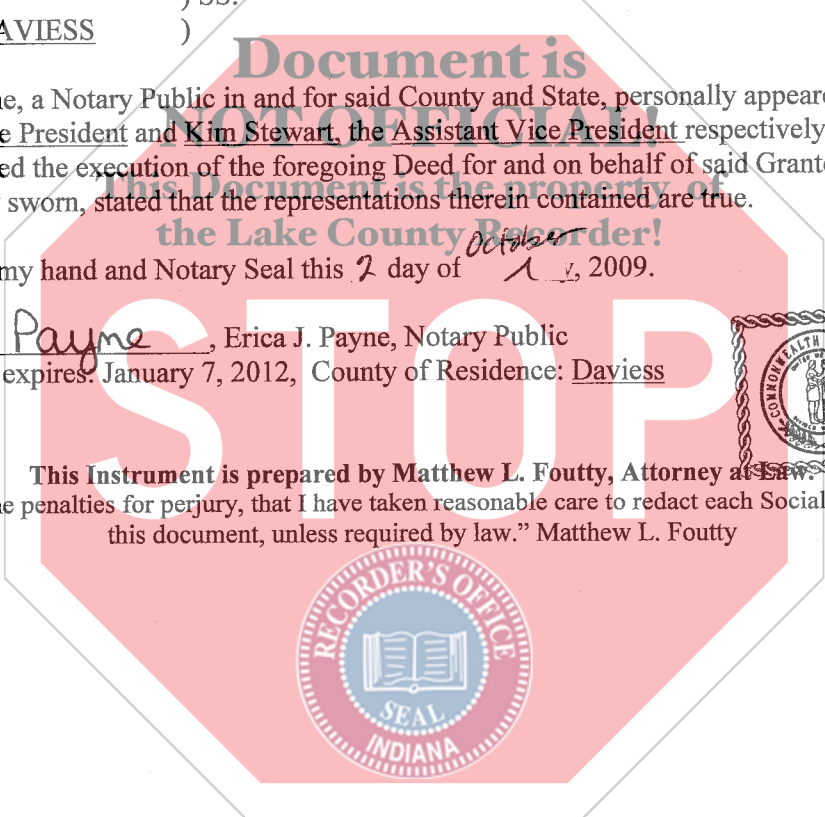 ) SS.
AVIESS )
Document is
ne, a Notary Public in and for said County and State, personally appeare
NOT OFFICIAL!
e President and Kim Stewart, the Assistant Vice President respectively
ed the execution of the foregoing Deed for and on behalf of said Grant
This Document is the property of
sworn, stated that the representations therein contained are true.
the Lake County Recorder!
October
my hand and Notary Seal this 2 day of , 2009.
Payne , Erica J. Payne, Notary Public
expires: January 7, 2012, County of Residence: Daviess
COMMONWEALTH
STOP
This Instrument is prepared by Matthew L. Foutty, Attorney at Law.
e penalties for perjury, that I have taken reasonable care to redact each Social
this document, unless required by law.” Matthew L. Foutty
RECORDER'S OFFICE
SEAL
INDIANA